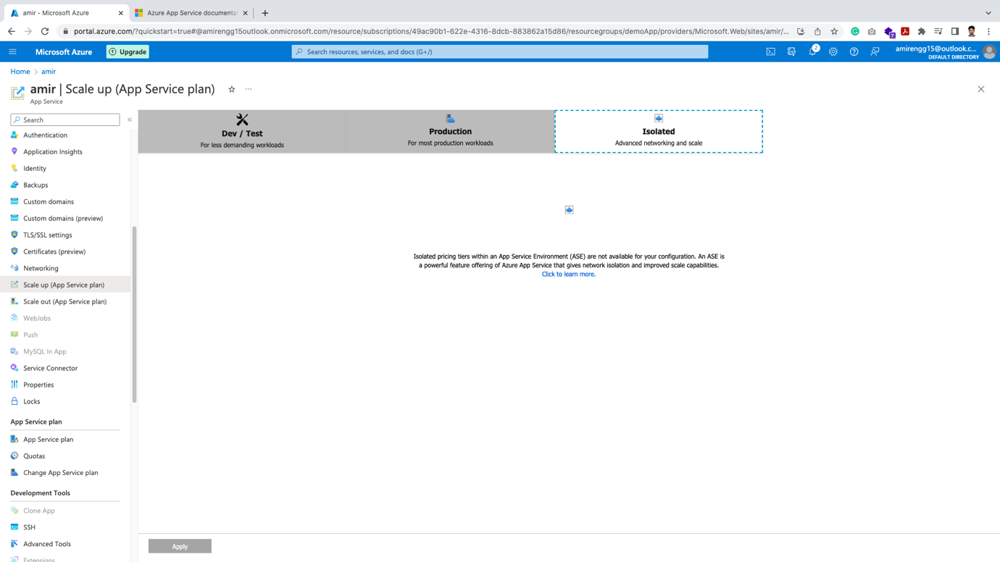 amir - Microsoft Azure
Azure App Service documentat
portal.azure.com/?quickstart=true#@amirengg15outlook.onmicrosoft.com/resource/subscriptions/49ac90b1-622e-4316-8dcb-883862a15d86/resourcegroups/demoApp/providers/Microsoft.Web/sites/amir/...
7
Microsoft Azure
Upgrade
Search resources, services, and docs (G+/)
2
amirengg15@outlook.c...
DEFAULT DIRECTORY
Home > amir
amir | Scale up (App Service plan)
App Service
Search
Authentication
Application Insights
Identity
Backups
Custom domains
Custom domains (preview)
TLS/SSL settings
Certificates (preview)
Networking
Scale up (App Service plan)
Scale out (App Service plan)
WebJobs
Push
MySQL In App
Service Connector
Properties
Locks
App Service plan
App Service plan
Quotas
Change App Service plan
Development Tools
Clone App
SSH
Advanced Tools
Extensions
Dev / Test
For less demanding workloads
Production
For most production workloads
Isolated
Advanced networking and scale
Isolated pricing tiers within an App Service Environment (ASE) are not available for your configuration. An ASE is
a powerful feature offering of Azure App Service that gives network isolation and improved scale capabilities.
Click to learn more.
Apply